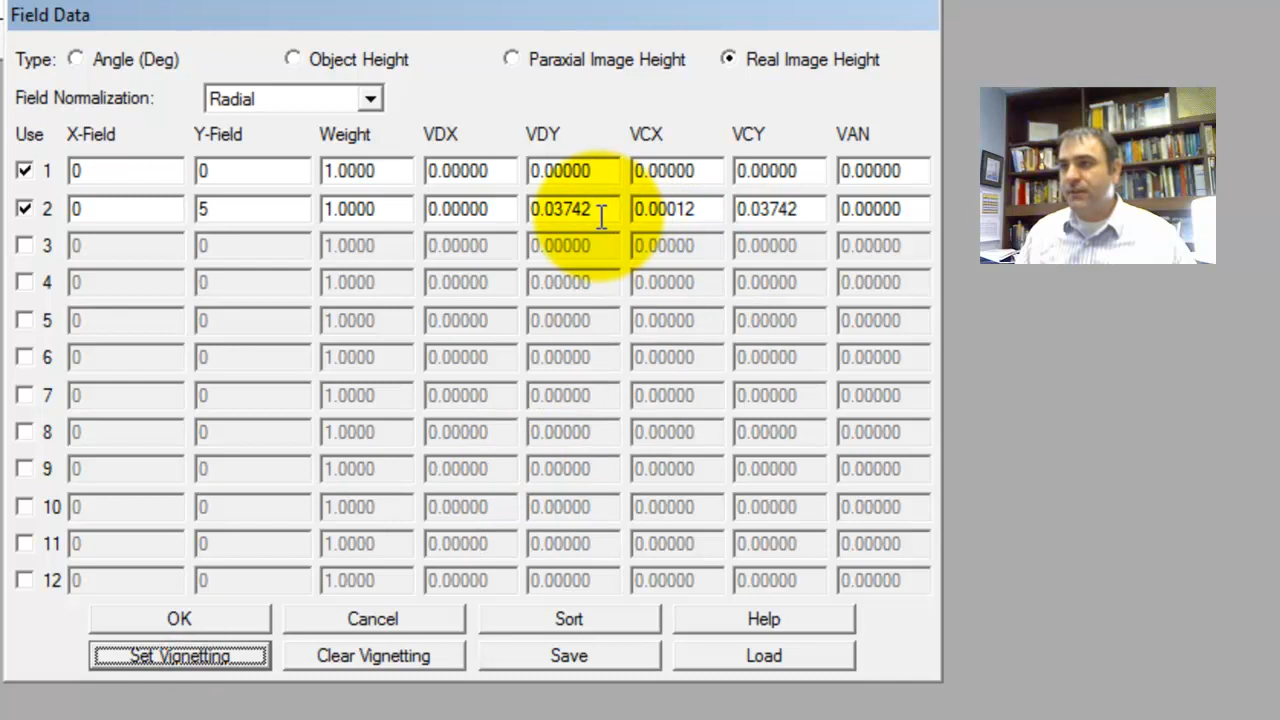 Field Data
Type: Angle (Deg) Object Height Paraxial Image Height Real Image Height
Field Normalization: Radial
Use X-Field Y-Field Weight VDX VDY VCX VCY VAN
1 0 0 1.0000 0.00000 0.00000 0.00000 0.00000 0.00000
2 0 5 1.0000 0.00000 0.03742 0.00012 0.03742 0.00000
3 0 0 1.0000 0.00000 0.00000 0.00000 0.00000 0.00000
4 0 0 1.0000 0.00000 0.00000 0.00000 0.00000 0.00000
5 0 0 1.0000 0.00000 0.00000 0.00000 0.00000 0.00000
6 0 0 1.0000 0.00000 0.00000 0.00000 0.00000 0.00000
7 0 0 1.0000 0.00000 0.00000 0.00000 0.00000 0.00000
8 0 0 1.0000 0.00000 0.00000 0.00000 0.00000 0.00000
9 0 0 1.0000 0.00000 0.00000 0.00000 0.00000 0.00000
10 0 0 1.0000 0.00000 0.00000 0.00000 0.00000 0.00000
11 0 0 1.0000 0.00000 0.00000 0.00000 0.00000 0.00000
12 0 0 1.0000 0.00000 0.00000 0.00000 0.00000 0.00000
OK Cancel Sort Help
Set Vignetting Clear Vignetting Save Load